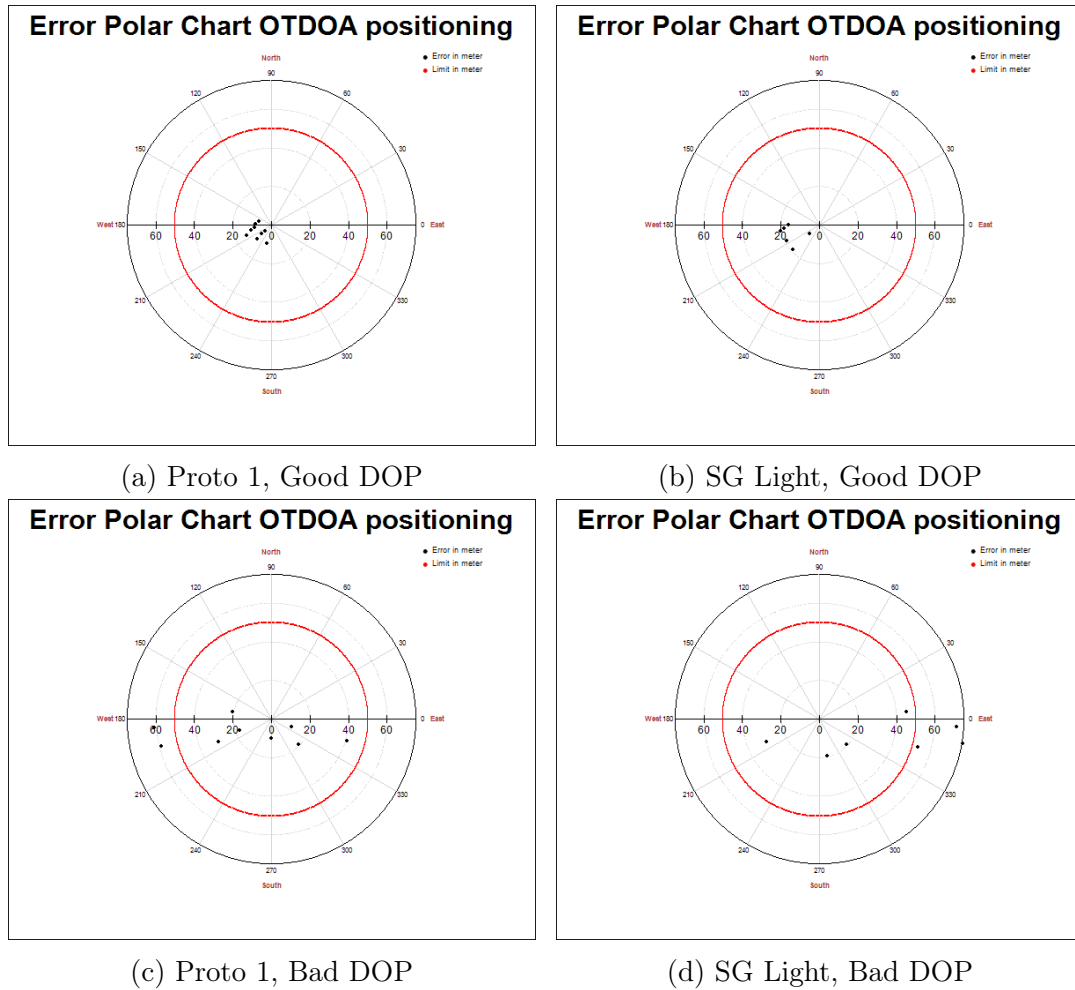 Error Polar Chart OTDOA positioning
Error in meter
Limit in meter
North
90
120 60
150 30
West 180 0 East
60 40 20 0 20 40 60
210 330
240 300
270
South
(a) Proto 1, Good DOP
Error Polar Chart OTDOA positioning
Error in meter
Limit in meter
North
90
120 60
150 30
West 180 0 East
60 40 20 0 20 40 60
210 330
240 300
270
South
(b) SG Light, Good DOP
Error Polar Chart OTDOA positioning
Error in meter
Limit in meter
North
90
120 60
150 30
West 180 0 East
60 40 20 0 20 40 60
210 330
240 300
270
South
(c) Proto 1, Bad DOP
Error Polar Chart OTDOA positioning
Error in meter
Limit in meter
North
90
120 60
150 30
West 180 0 East
60 40 20 0 20 40 60
210 330
240 300
270
South
(d) SG Light, Bad DOP